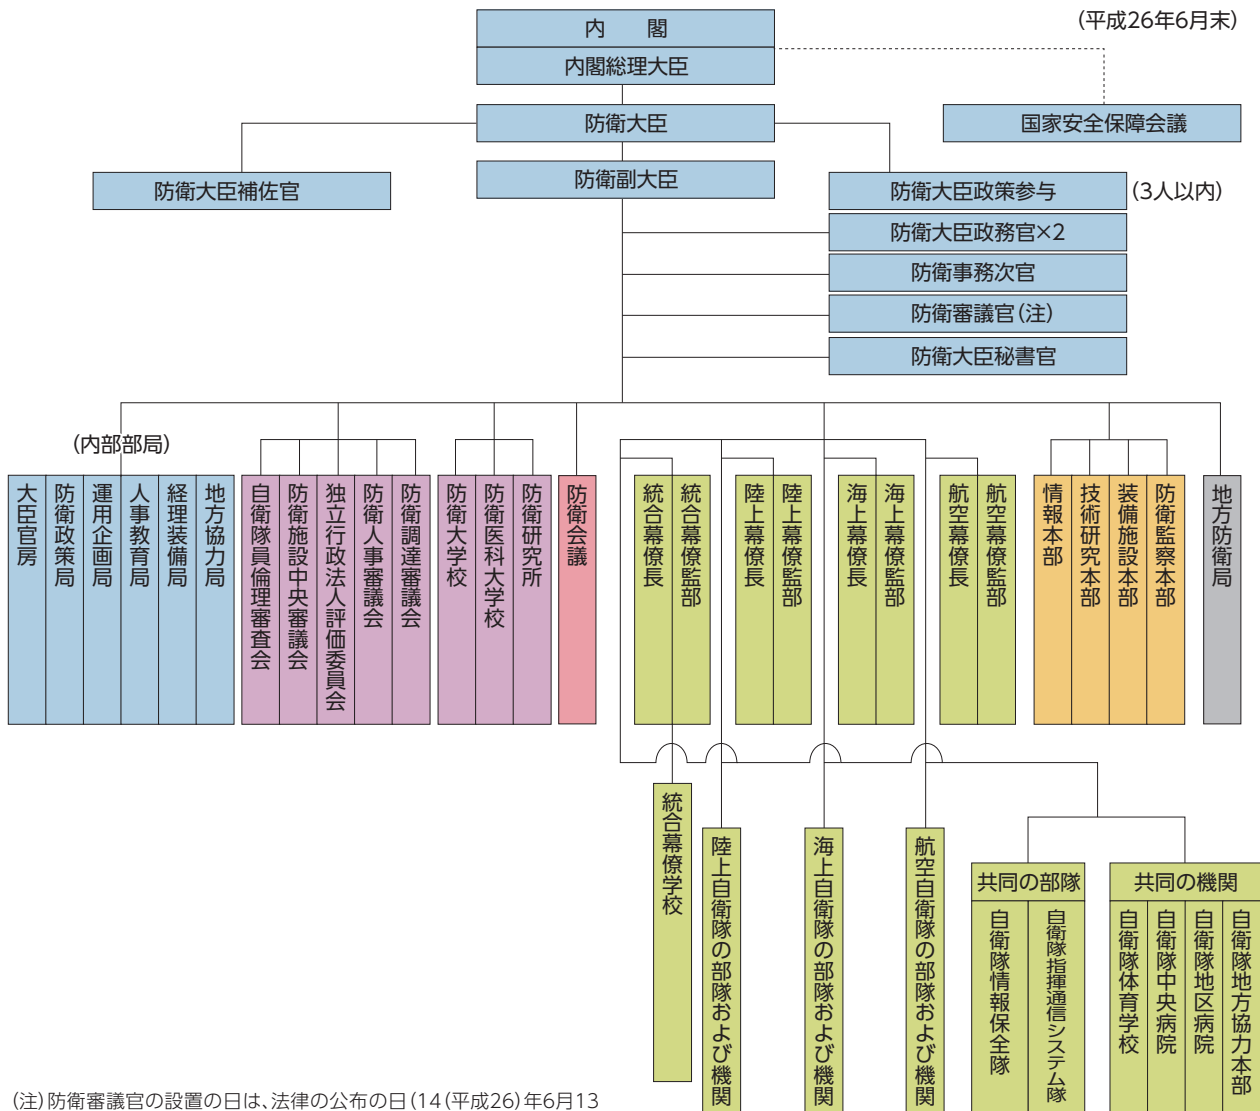 (平成26年6月末)
内　閣
内閣総理大臣
防衛大臣
国家安全保障会議
防衛大臣補佐官
防衛副大臣
防衛大臣政策参与
(3人以内)
防衛大臣政務官×2
防衛事務次官
防衛審議官(注)
防衛大臣秘書官
(内部部局)
大臣官房
防衛政策局
運用企画局
人事教育局
経理装備局
地方協力局
自衛隊員倫理審査会
防衛施設中央審議会
独立行政法人評価委員会
防衛人事審議会
防衛調達審議会
防衛大学校
防衛医科大学校
防衛研究所
防衛会議
統合幕僚長
統合幕僚監部
陸上幕僚長
陸上幕僚監部
海上幕僚長
海上幕僚監部
航空幕僚長
航空幕僚監部
情報本部
技術研究本部
装備施設本部
防衛監察本部
地方防衛局
統合幕僚学校
陸上自衛隊の部隊および機関
海上自衛隊の部隊および機関
航空自衛隊の部隊および機関
共同の部隊
自衛隊情報保全隊
自衛隊指揮通信システム隊
共同の機関
自衛隊体育学校
自衛隊中央病院
自衛隊地区病院
自衛隊地方協力本部
(注)防衛審議官の設置の日は、法律の公布の日(14(平成26)年6月13